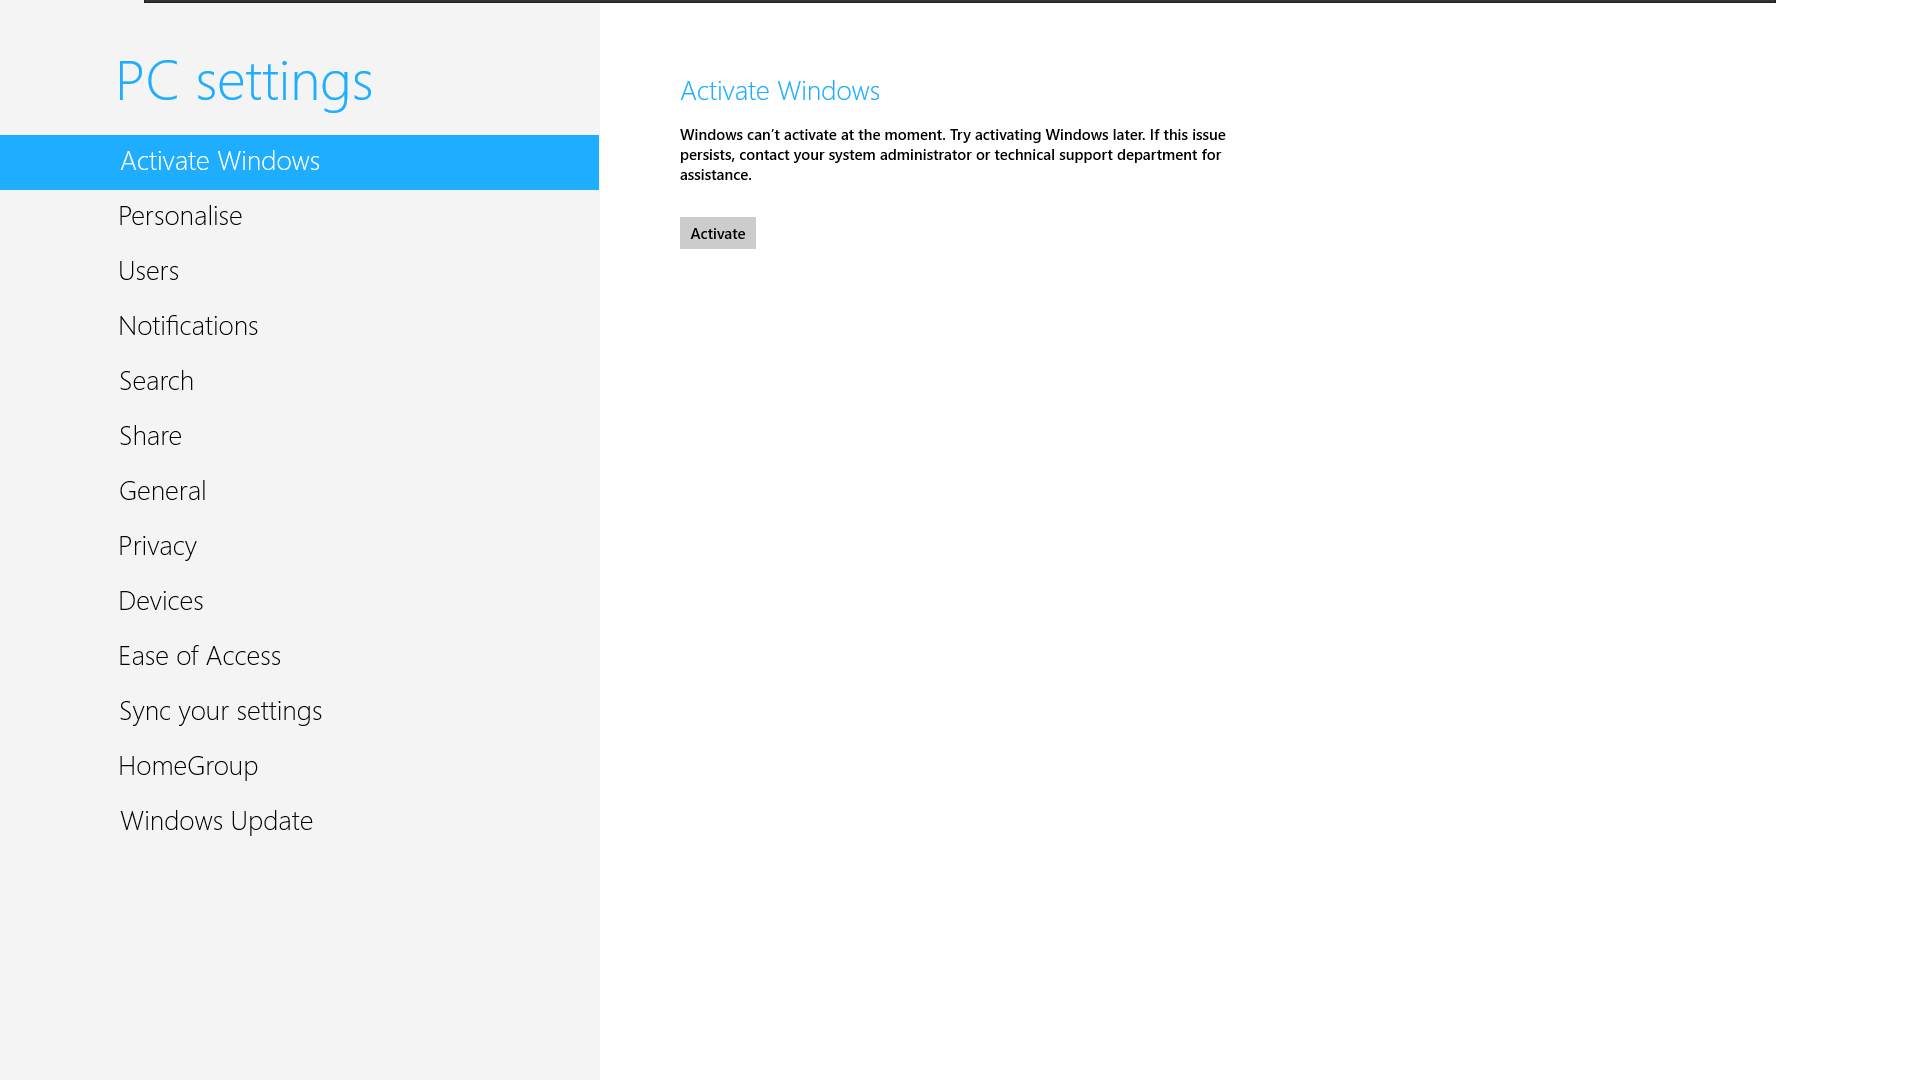 PC settings
Activate Windows
Personalise
Users
Notifications
Search
Share
General
Privacy
Devices
Ease of Access
Sync your settings
HomeGroup
Windows Update
Activate Windows
Windows can’t activate at the moment. Try activating Windows later. If this issue
persists, contact your system administrator or technical support department for
assistance.
Activate